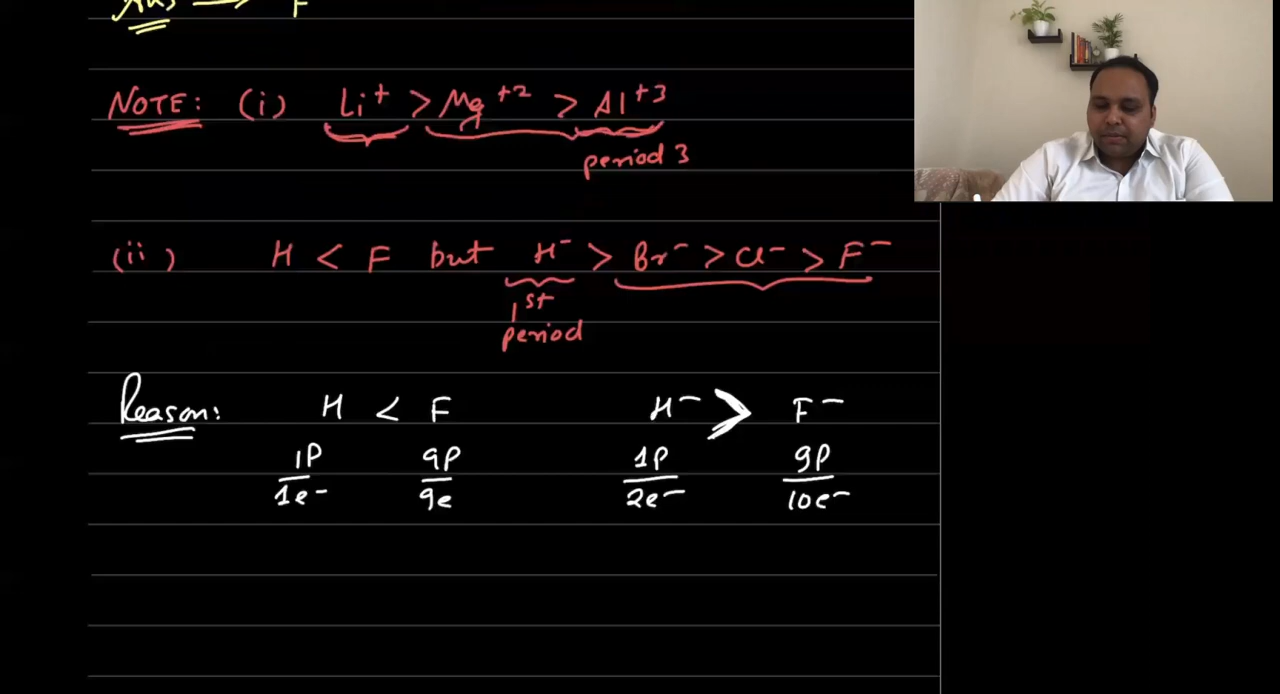 Ans → F
NOTE: (i) Li⁺ > Mg⁺² > Al⁺³
period 3
(ii) H < F but H⁻ > Br⁻ > Cl⁻ > F⁻
1st
period
Reason: H < F H⁻ > F⁻
1P 9P 1P 9P
1e⁻ 9e 2e⁻ 10e⁻